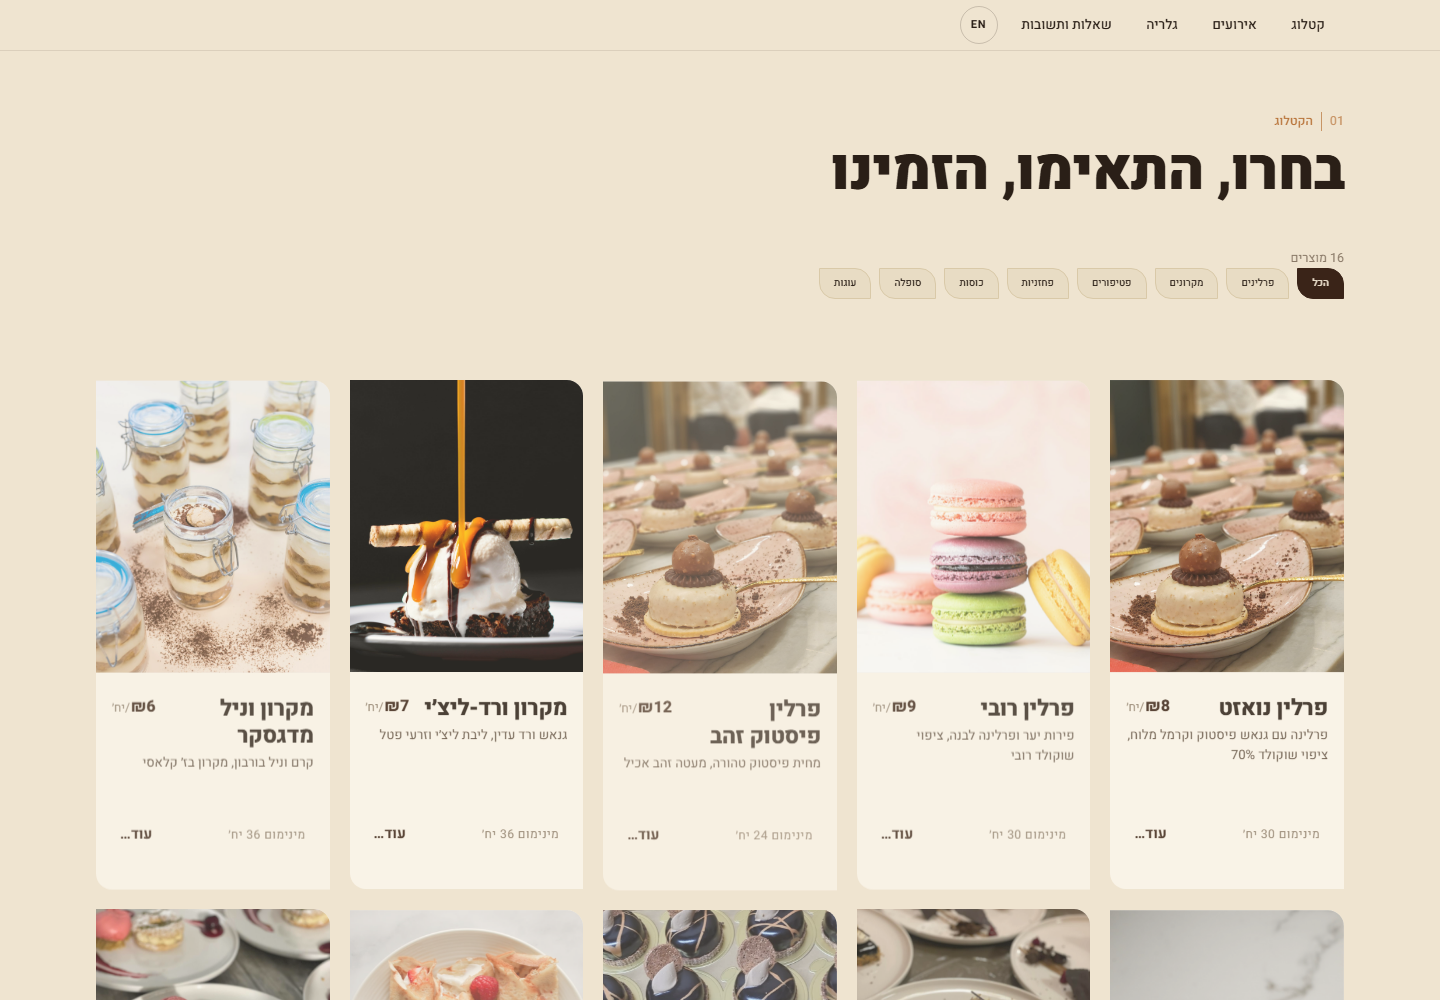 קטלוג אירועים גלריה שאלות ותשובות EN
01 | הקטלוג
בחרו, התאימו, הזמינו
16 מוצרים
הכל פרלינים מקרונים פטיפורים פחזניות כוסות סופלה עוגות
פרלין נואזט
₪8/יח׳
פרלינה עם גנאש פיסטוק וקרמל מלוח,
ציפוי שוקולד 70%
מינימום 30 יח׳
עוד...
פרלין רובי
₪9/יח׳
פירות יער ופרלינה לבנה, ציפוי
שוקולד רובי
מינימום 30 יח׳
עוד...
פרלין
פיסטוק זהב
₪12/יח׳
מחית פיסטוק טהורה, מעטה זהב אכיל
מינימום 24 יח׳
עוד...
מקרון ורד-ליצ׳י
₪7/יח׳
גנאש ורד עדין, ליבת ליצ׳י וזרעי פטל
מינימום 36 יח׳
עוד...
מקרון וניל
מדגסקר
₪6/יח׳
קרם וניל בורבון, מקרון בז׳ קלאסי
מינימום 36 יח׳
עוד...